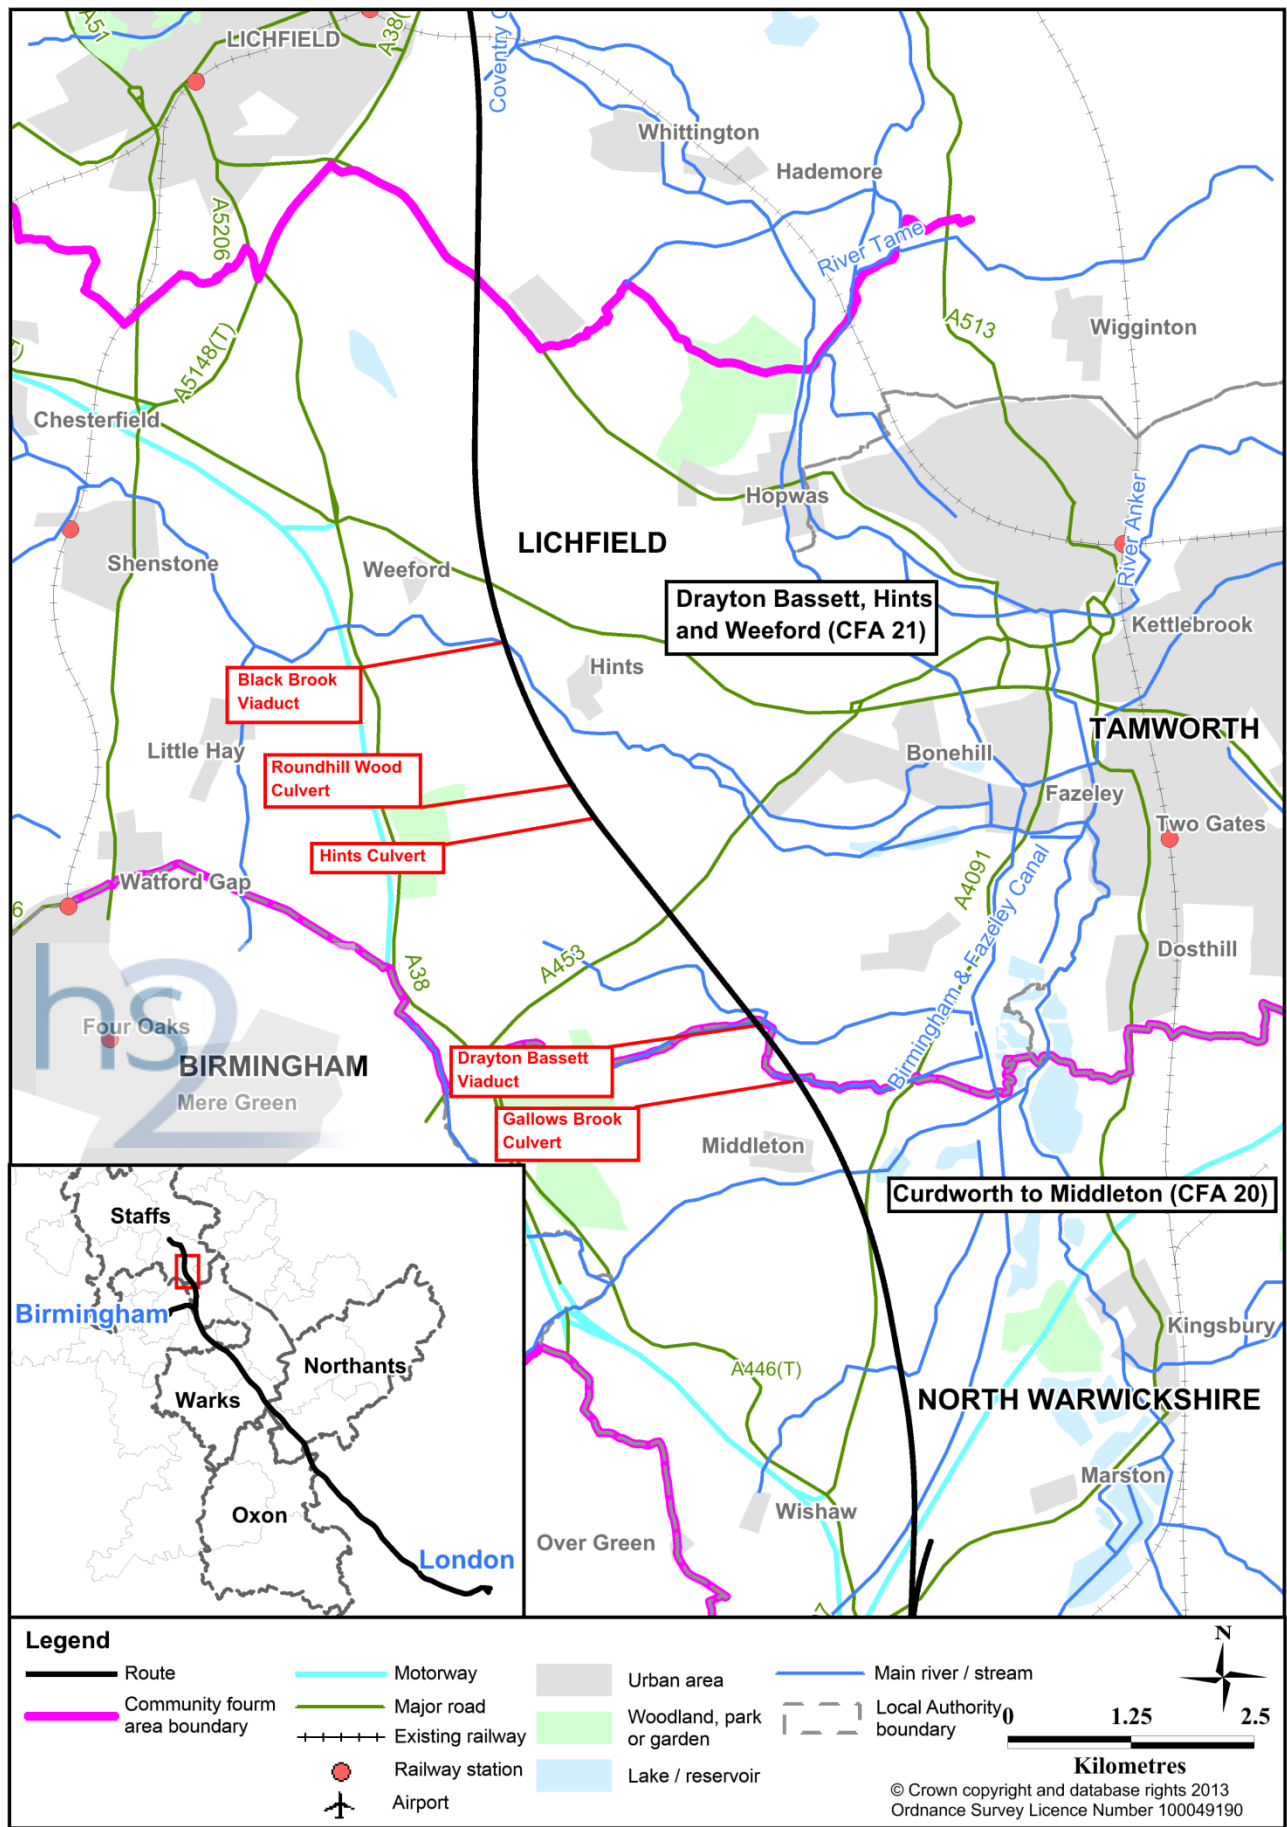 A51
LICHFIELD
A38(
Coventry C
Whittington
Hademore
A5206
River Tame
A513
Wigginton
A5148(T)
T)
Chesterfield
Hopwas
River Anker
LICHFIELD
Shenstone
Weeford
Drayton Bassett, Hints
and Weeford (CFA 21)
Kettlebrook
Hints
Black Brook
Viaduct
TAMWORTH
Little Hay
Bonehill
Roundhill Wood
Culvert
Fazeley
Two Gates
Hints Culvert
Watford Gap
A4091
6
Birmingham & Fazeley Canal
Dosthill
A453
A38
hs2
Four Oaks
BIRMINGHAM
Drayton Bassett
Viaduct
Mere Green
Gallows Brook
Culvert
Middleton
Curdworth to Middleton (CFA 20)
Staffs
Birmingham
Northants
Warks
Oxon
London
Kingsbury
A446(T)
NORTH WARWICKSHIRE
Marston
Wishaw
Over Green
7
Legend
Route
Community fourm
area boundary
Motorway
Major road
Existing railway
Railway station
Airport
Urban area
Woodland, park
or garden
Lake / reservoir
Main river / stream
Local Authority
boundary
N
0 1.25 2.5
Kilometres
© Crown copyright and database rights 2013
Ordnance Survey Licence Number 100049190